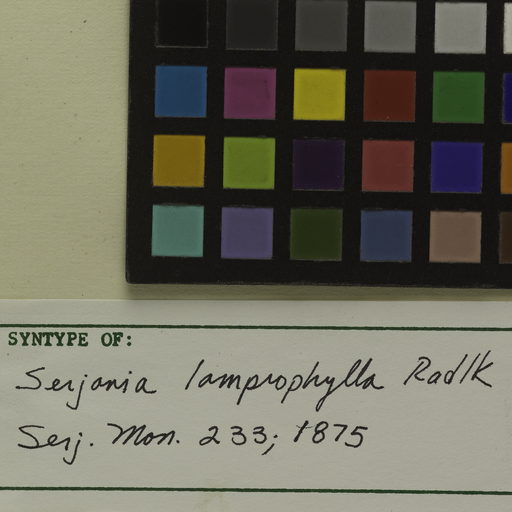 SYNTYPE OF:
Serjania lamprophylla Radlk
Serj. Mon. 233; 1875